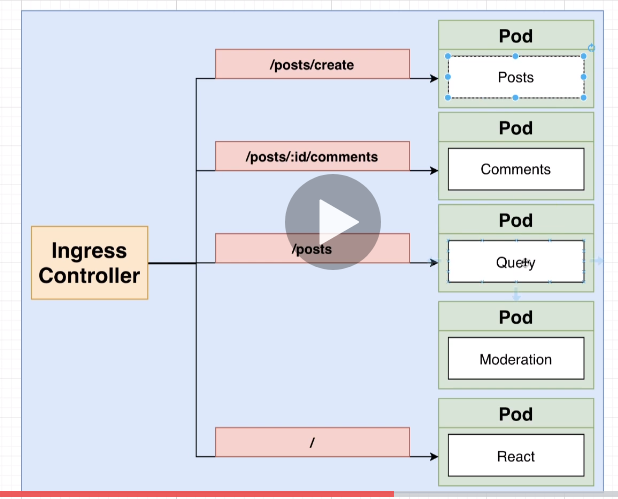 Pod
/posts/create
Posts
Pod
/posts/:id/comments
Comments
Pod
/posts
Ingress
Controller
Query
Pod
Moderation
Pod
/
React